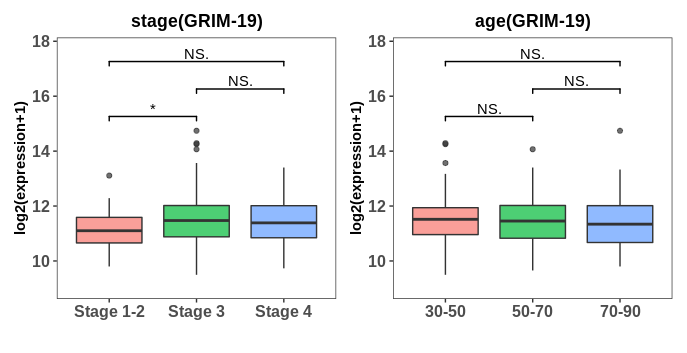 stage(GRIM-19)
log2(expression+1)
18
16
14
12
10
NS.
NS.
*
Stage 1-2 Stage 3 Stage 4
age(GRIM-19)
log2(expression+1)
18
16
14
12
10
NS.
NS.
NS.
30-50 50-70 70-90